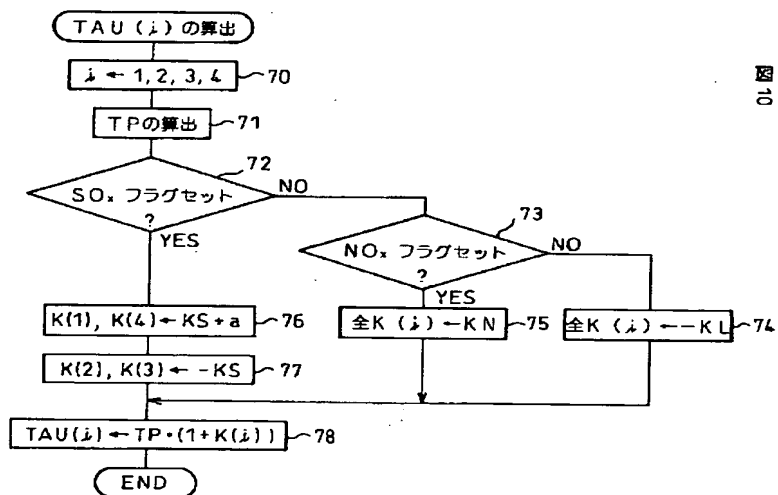 TAU(i)の算出
i ← 1, 2, 3, 4
70
TPの算出
71
72
SOx フラグセット
?
NO
YES
73
NOx フラグセット
?
NO
YES
K(1), K(4)←KS+a
76
全K(i)←KN
75
全K(i)←-KL
74
K(2), K(3)← -KS
77
TAU(i)←TP・(1+K(i))
78
END
図10